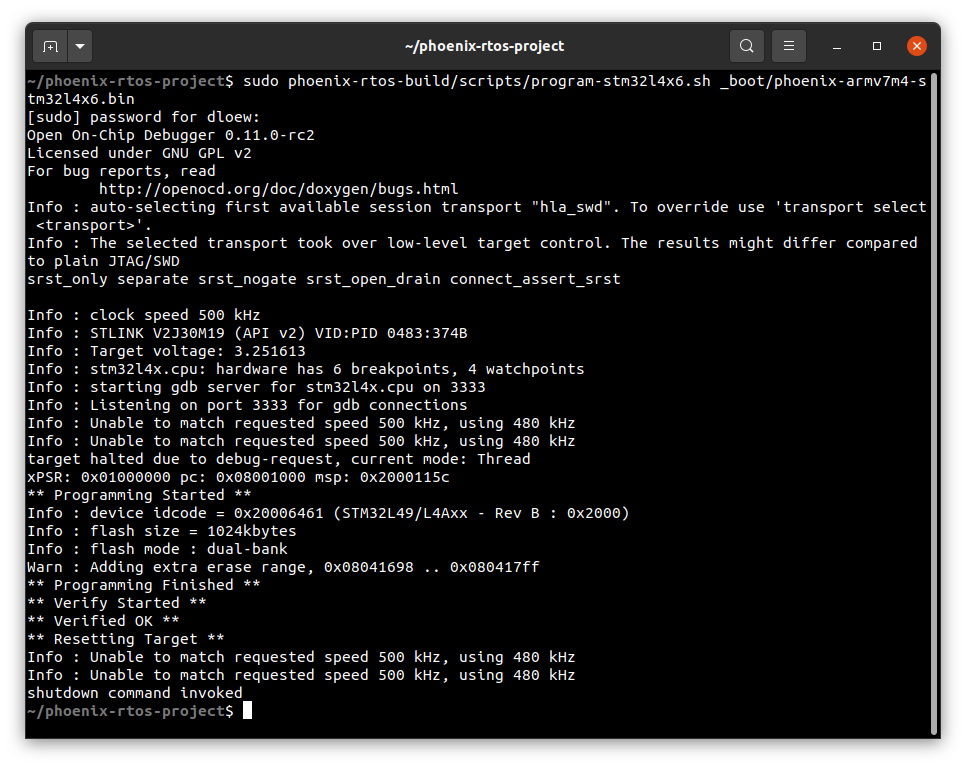 ~/phoenix-rtos-project
~/phoenix-rtos-project$ sudo phoenix-rtos-build/scripts/program-stm32l4x6.sh _boot/phoenix-armv7m4-s
tm32l4x6.bin
[sudo] password for dloew:
Open On-Chip Debugger 0.11.0-rc2
Licensed under GNU GPL v2
For bug reports, read
        http://openocd.org/doc/doxygen/bugs.html
Info : auto-selecting first available session transport "hla_swd". To override use 'transport select
 <transport>'.
Info : The selected transport took over low-level target control. The results might differ compared
to plain JTAG/SWD
srst_only separate srst_nogate srst_open_drain connect_assert_srst

Info : clock speed 500 kHz
Info : STLINK V2J30M19 (API v2) VID:PID 0483:374B
Info : Target voltage: 3.251613
Info : stm32l4x.cpu: hardware has 6 breakpoints, 4 watchpoints
Info : starting gdb server for stm32l4x.cpu on 3333
Info : Listening on port 3333 for gdb connections
Info : Unable to match requested speed 500 kHz, using 480 kHz
Info : Unable to match requested speed 500 kHz, using 480 kHz
target halted due to debug-request, current mode: Thread
xPSR: 0x01000000 pc: 0x08001000 msp: 0x2000115c
** Programming Started **
Info : device idcode = 0x20006461 (STM32L49/L4Axx - Rev B : 0x2000)
Info : flash size = 1024kbytes
Info : flash mode : dual-bank
Warn : Adding extra erase range, 0x08041698 .. 0x080417ff
** Programming Finished **
** Verify Started **
** Verified OK **
** Resetting Target **
Info : Unable to match requested speed 500 kHz, using 480 kHz
Info : Unable to match requested speed 500 kHz, using 480 kHz
shutdown command invoked
~/phoenix-rtos-project$